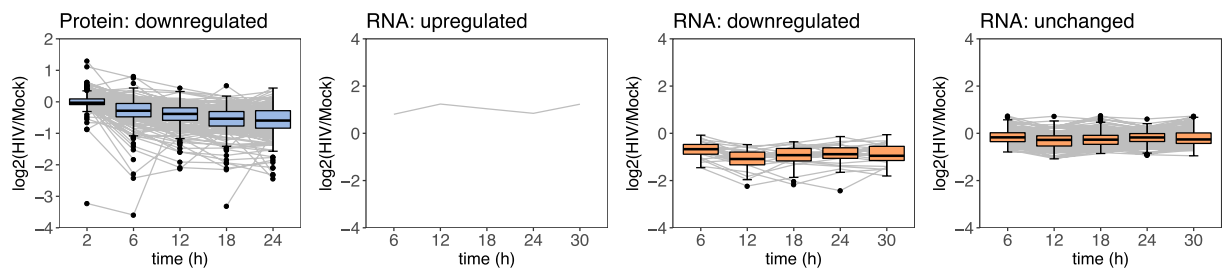 Protein: downregulated
log2(HIV/Mock)
2
1
0
−1
−2
−3
−4
2 6 12 18 24
time (h)
RNA: upregulated
log2(HIV/Mock)
4
2
0
−2
−4
6 12 18 24 30
time (h)
RNA: downregulated
log2(HIV/Mock)
4
2
0
−2
−4
6 12 18 24 30
time (h)
RNA: unchanged
log2(HIV/Mock)
4
2
0
−2
−4
6 12 18 24 30
time (h)